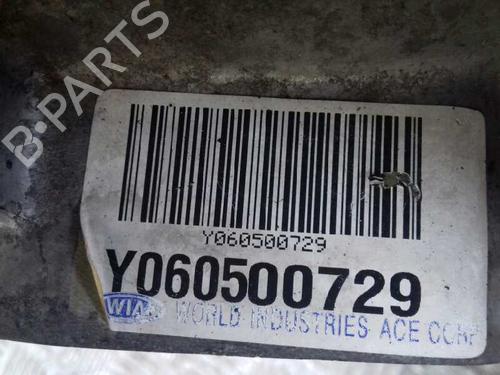 B-PARTS
Y060500729
Y060500729
WIA WORLD INDUSTRIES ACE CORP